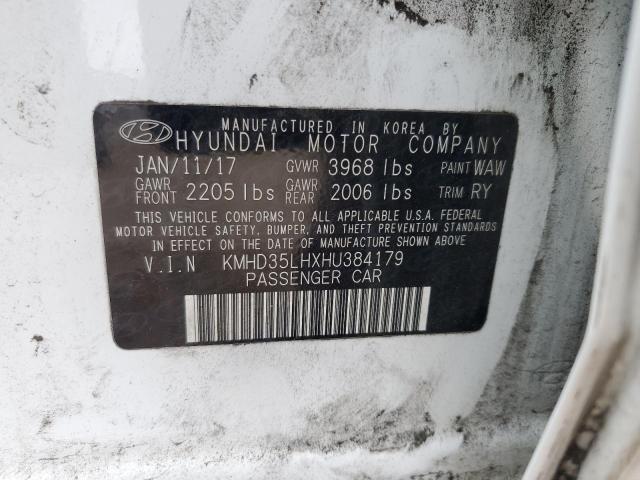 MANUFACTURED IN KOREA BY
HYUNDAI MOTOR COMPANY
JAN/11/17 GVWR 3968 lbs PAINT WAW
GAWR FRONT 2205 lbs GAWR REAR 2006 lbs TRIM RY
THIS VEHICLE CONFORMS TO ALL APPLICABLE U.S.A. FEDERAL
MOTOR VEHICLE SAFETY, BUMPER, AND THEFT PREVENTION
STANDARDS IN EFFECT ON THE DATE OF MANUFACTURE SHOWN ABOVE
V.I.N KMHD35LHXHU384179
PASSENGER CAR